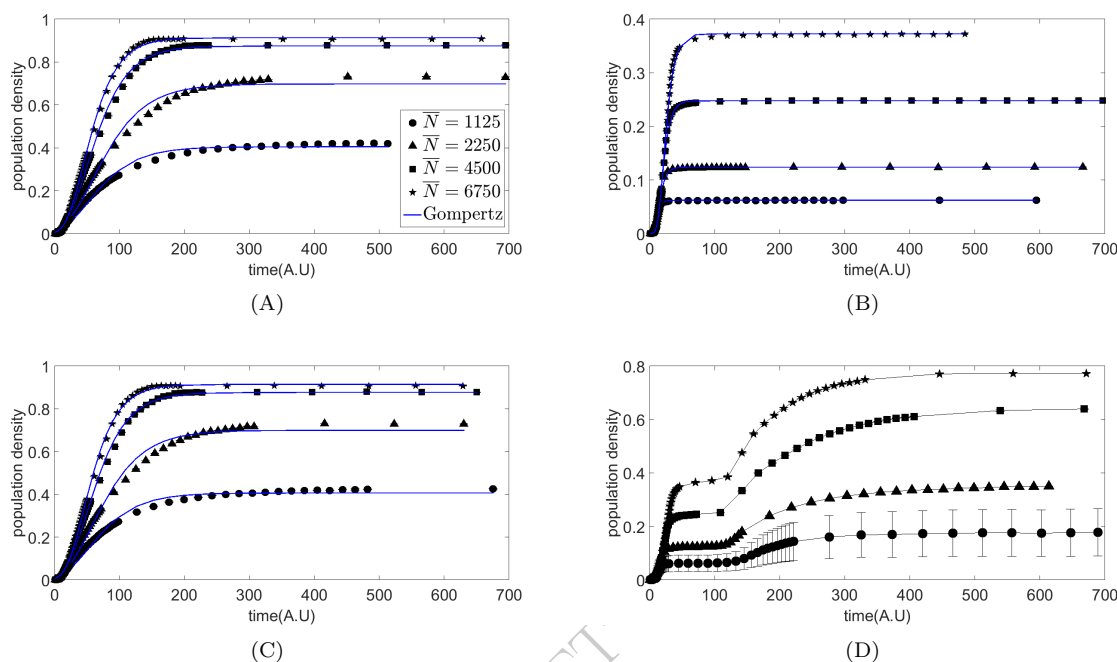 1
0.8
0.6
0.4
0.2
0
0 100 200 300 400 500 600 700
population density
time(A.U)
N̅ = 1125
N̅ = 2250
N̅ = 4500
N̅ = 6750
Gompertz
(A)
0.4
0.3
0.2
0.1
0
0 100 200 300 400 500 600 700
population density
time(A.U)
(B)
1
0.8
0.6
0.4
0.2
0
0 100 200 300 400 500 600 700
population density
time(A.U)
(C)
0.8
0.6
0.4
0.2
0
0 100 200 300 400 500 600 700
population density
time(A.U)
(D)